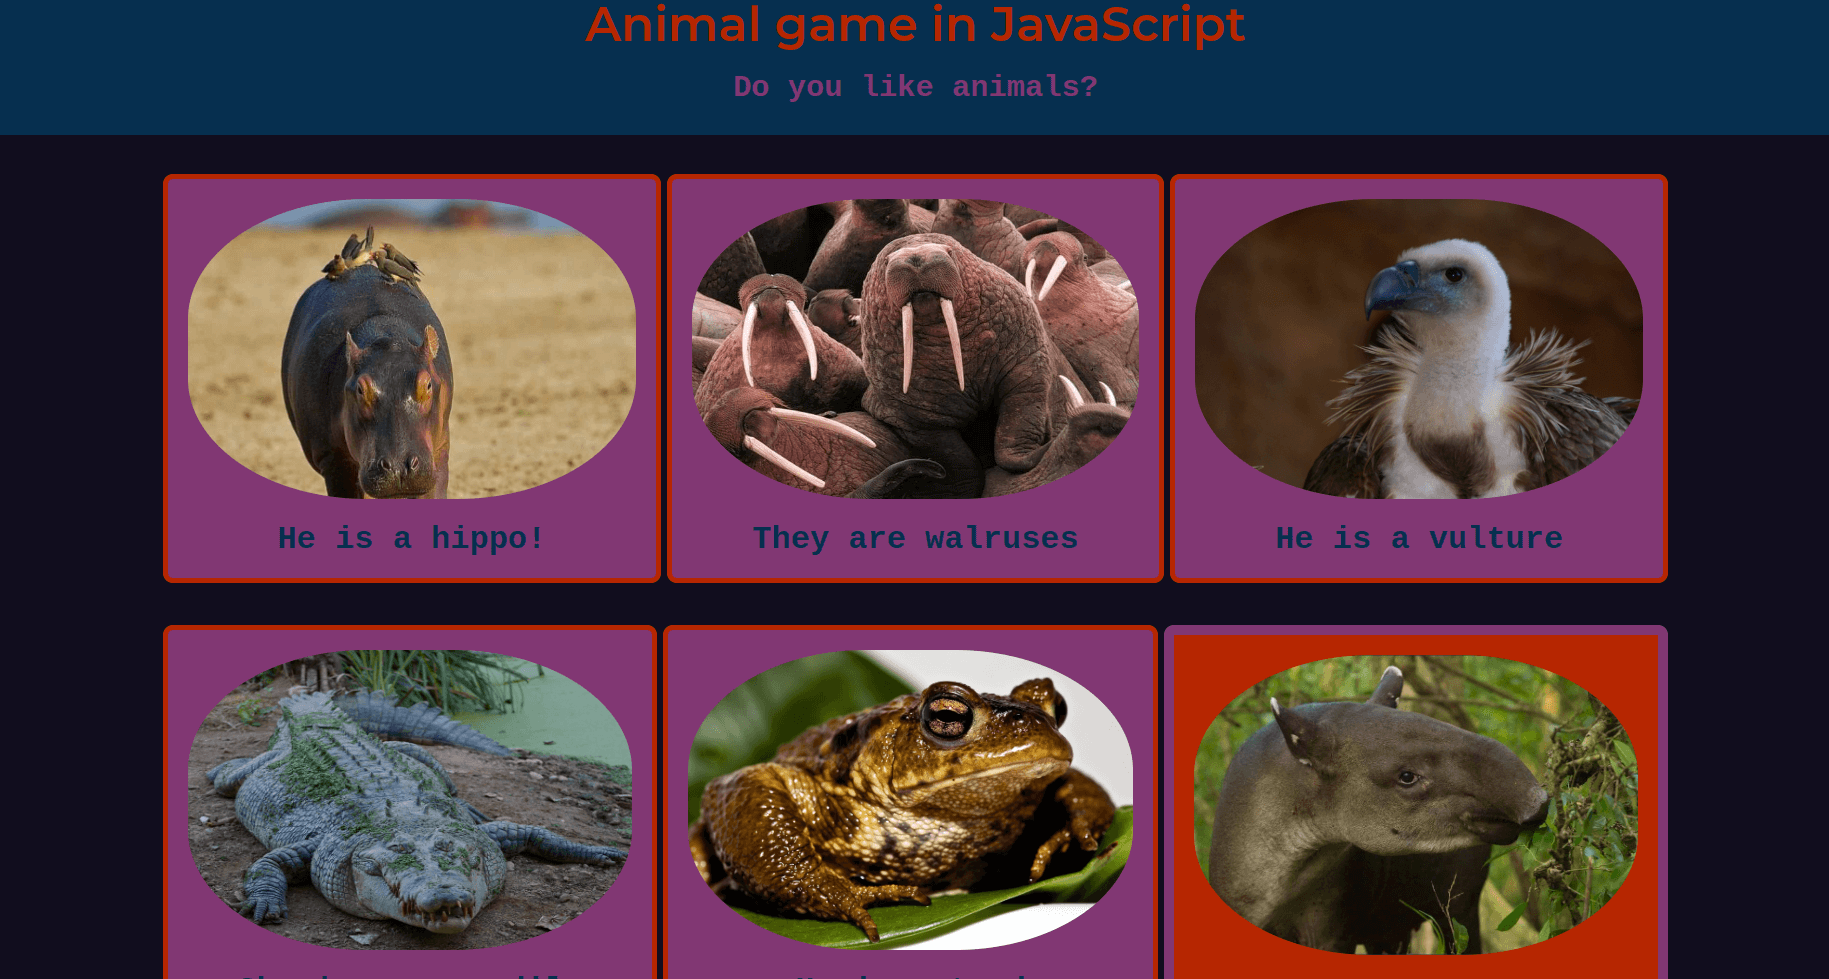 Animal game in JavaScript
Do you like animals?
He is a hippo!
They are walruses
He is a vulture